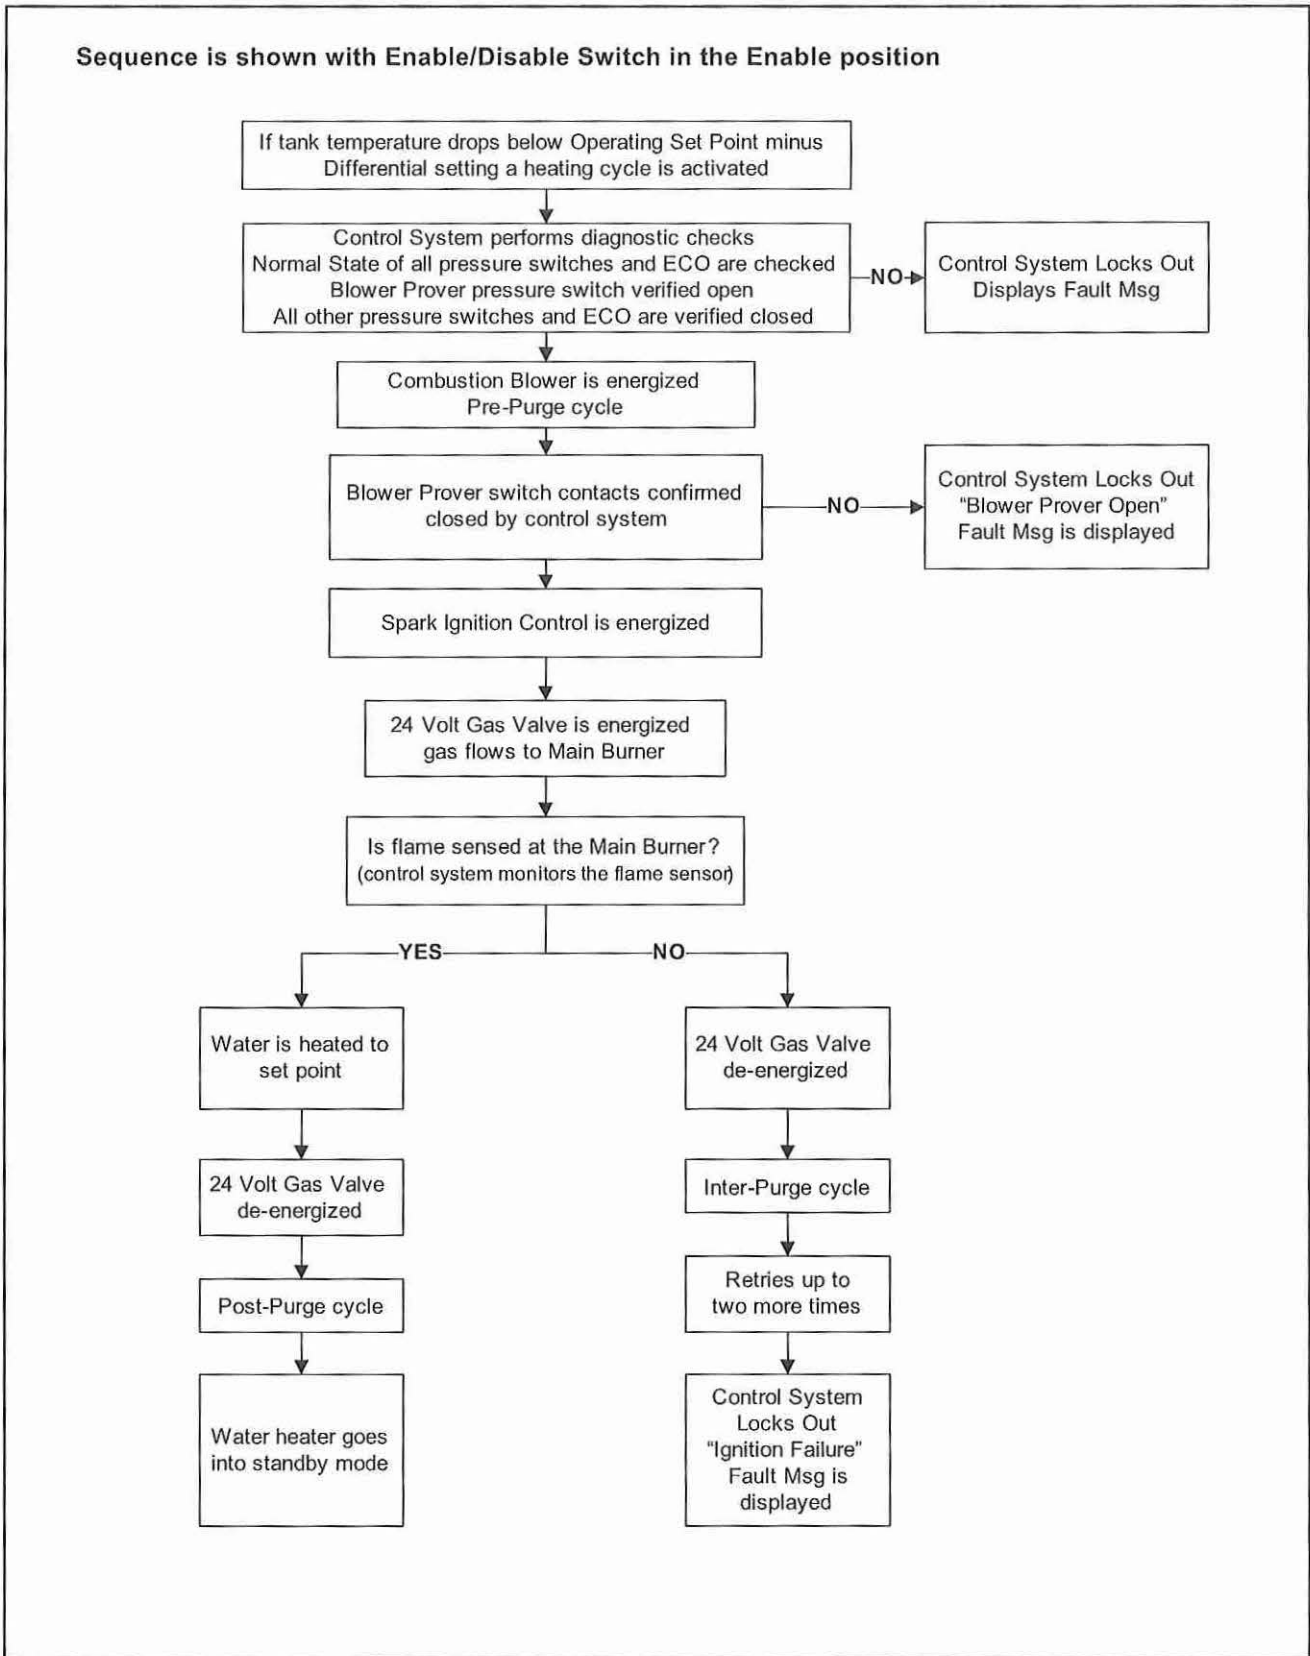 Sequence is shown with Enable/Disable Switch in the Enable position
If tank temperature drops below Operating Set Point minus
Differential setting a heating cycle is activated
Control System performs diagnostic checks
Normal State of all pressure switches and ECO are checked
Blower Prover pressure switch verified open
All other pressure switches and ECO are verified closed
NO
Control System Locks Out
Displays Fault Msg
Combustion Blower is energized
Pre-Purge cycle
Blower Prover switch contacts confirmed
closed by control system
NO
Control System Locks Out
“Blower Prover Open”
Fault Msg is displayed
Spark Ignition Control is energized
24 Volt Gas Valve is energized
gas flows to Main Burner
Is flame sensed at the Main Burner?
(control system monitors the flame sensor)
YES
NO
Water is heated to
set point
24 Volt Gas Valve
de-energized
Post-Purge cycle
Water heater goes
into standby mode
24 Volt Gas Valve
de-energized
Inter-Purge cycle
Retries up to
two more times
Control System
Locks Out
“Ignition Failure”
Fault Msg is
displayed